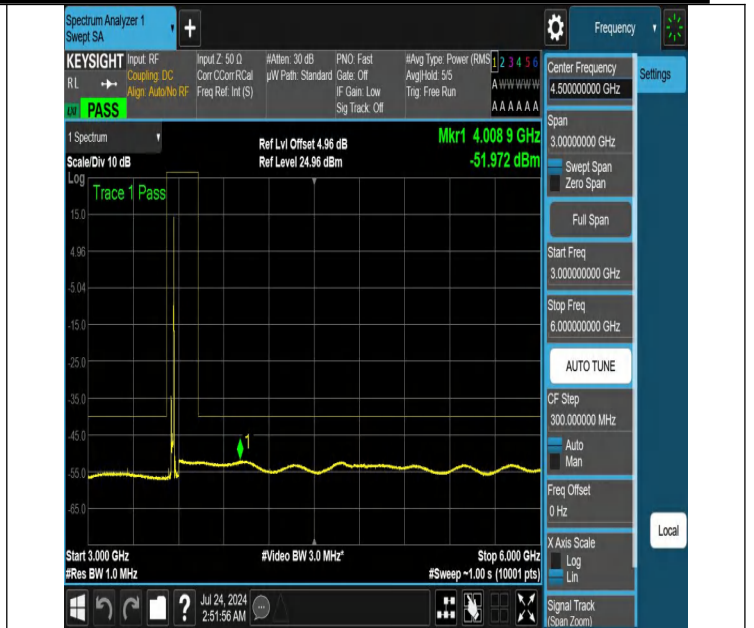 Spectrum Analyzer 1
Swept SA
Frequency
KEYSIGHT
RL
PASS
Input: RF
Coupling: DC
Align: Auto/No RF
Input Z: 50 Ω
Corr CCorr RCal
Freq Ref: Int (S)
#Atten: 30 dB
µW Path: Standard
PNO: Fast
Gate: Off
IF Gain: Low
Sig Track: Off
#Avg Type: Power (RMS
Avg|Hold: 5/5
Trig: Free Run
1 2 3 4 5 6
A W W W W W
A A A A A A
1 Spectrum
Scale/Div 10 dB
Ref Lvl Offset 4.96 dB
Ref Level 24.96 dBm
Mkr1 4.008 9 GHz
-51.972 dBm
Log
Trace 1 Pass
15.0
4.96
-5.04
-15.0
-25.0
-35.0
-45.0
-55.0
-65.0
1
Start 3.000 GHz
#Res BW 1.0 MHz
#Video BW 3.0 MHz*
Stop 6.000 GHz
#Sweep ~1.00 s (10001 pts)
Jul 24, 2024
2:51:56 AM
Center Frequency
4.500000000 GHz
Settings
Span
3.00000000 GHz
Swept Span
Zero Span
Full Span
Start Freq
3.000000000 GHz
Stop Freq
6.000000000 GHz
AUTO TUNE
CF Step
300.000000 MHz
Auto
Man
Freq Offset
0 Hz
X Axis Scale
Log
Lin
Local
Signal Track
(Span Zoom)